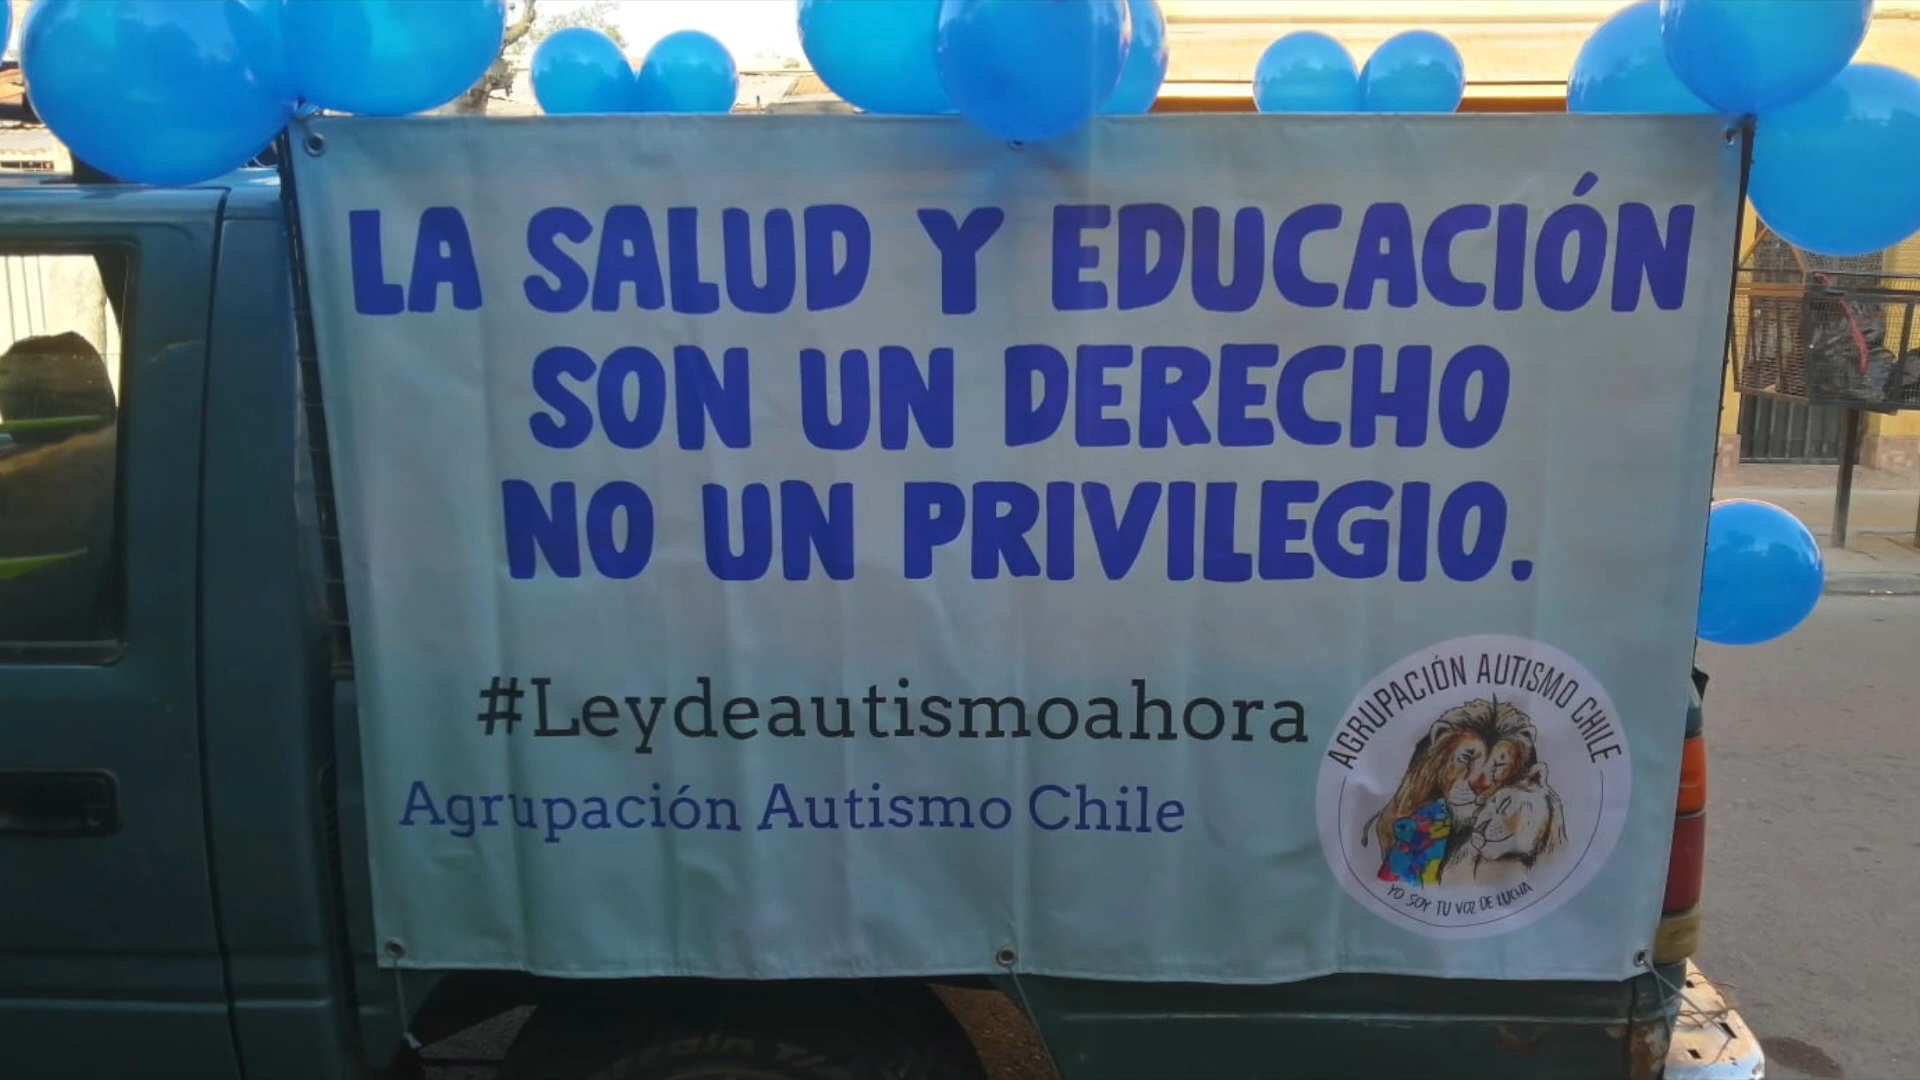 LA SALUD Y EDUCACIÓN
SON UN DERECHO
NO UN PRIVILEGIO.
#Leydeautismoahora
Agrupación Autismo Chile
AGRUPACIÓN AUTISMO CHILE
YO SOY TU VOZ DE LUCHA